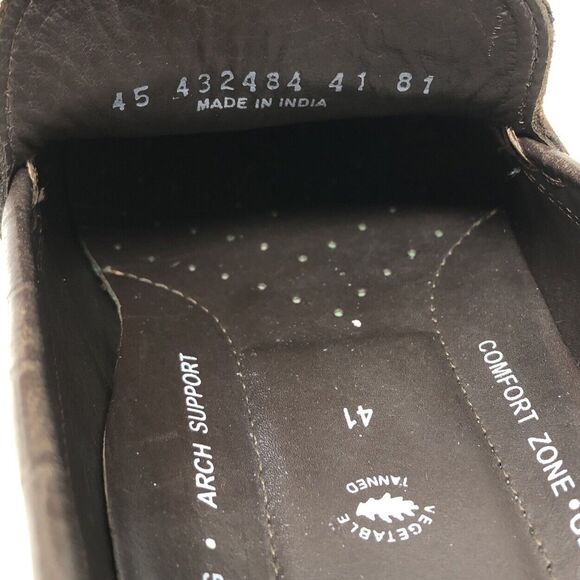 45 432484 41 81
MADE IN INDIA
• ARCH SUPPORT
COMFORT ZONE •
41
VEGETABLE
TANNED